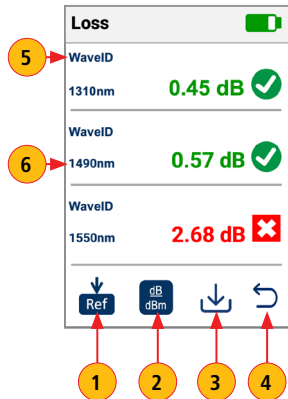 Loss
5
WaveID
1310nm 0.45 dB
WaveID
6
1490nm 0.57 dB
WaveID
1550nm 2.68 dB
Ref
dB
dBm
1 2 3 4